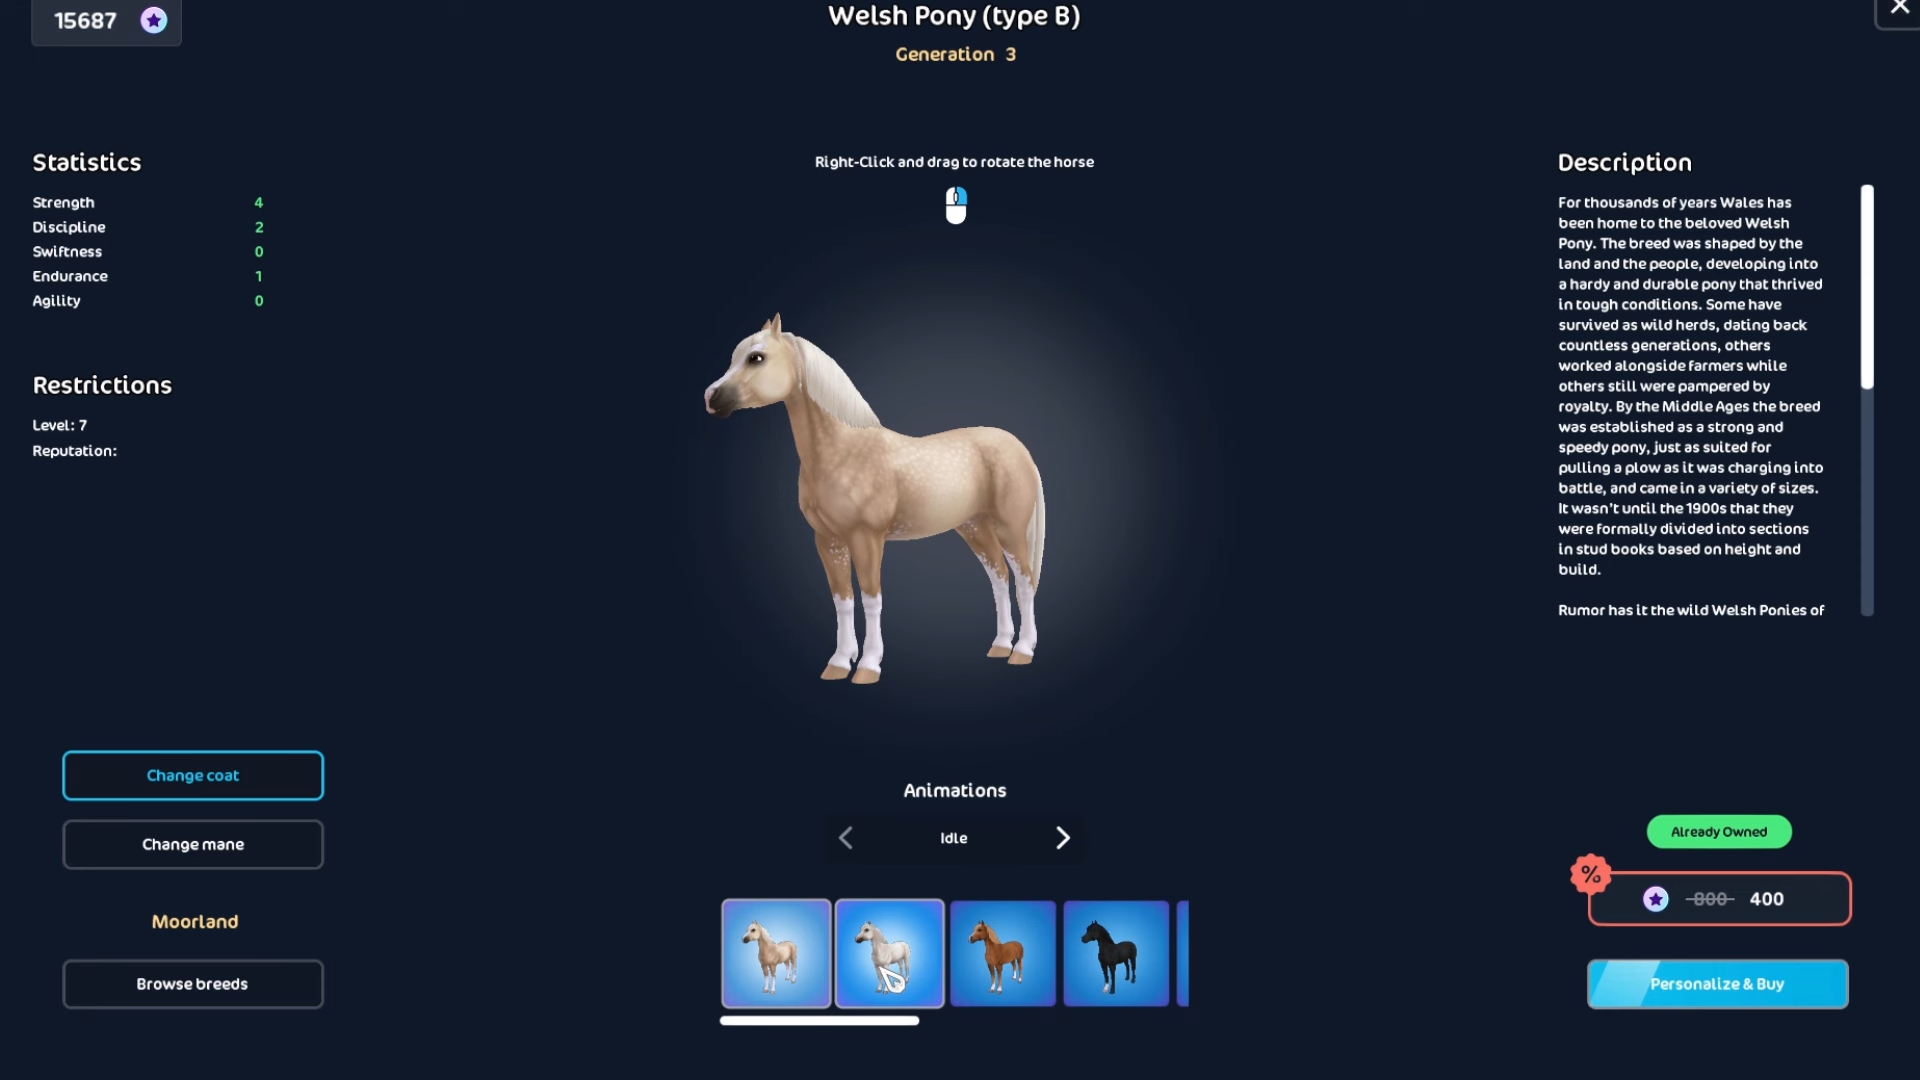 15687
Welsh Pony (type B)
Generation 3
Statistics
Strength 4
Discipline 2
Swiftness 0
Endurance 1
Agility 0
Restrictions
Level: 7
Reputation:
Right-Click and drag to rotate the horse
Description
For thousands of years Wales has
been home to the beloved Welsh
Pony. The breed was shaped by the
land and the people, developing into
a hardy and durable pony that thrived
in tough conditions. Some have
survived as wild herds, dating back
countless generations, others
worked alongside farmers while
others still were pampered by
royalty. By the Middle Ages the breed
was established as a strong and
speedy pony, just as suited for
pulling a plow as it was charging into
battle, and came in a variety of sizes.
It wasn't until the 1900s that they
were formally divided into sections
in stud books based on height and
build.
Rumor has it the wild Welsh Ponies of
Change coat
Change mane
Moorland
Browse breeds
Animations
Idle
Already Owned
%
800 400
Personalize & Buy